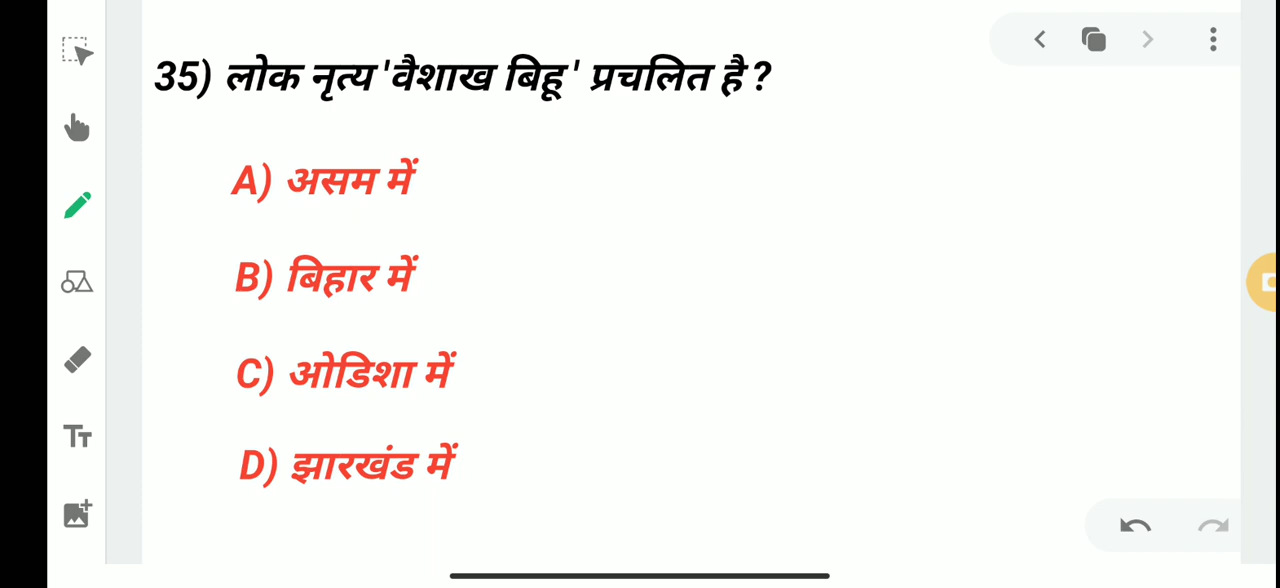 35) लोक नृत्य 'वैशाख बिहू' प्रचलित है ?
A) असम में
B) बिहार में
C) ओडिशा में
D) झारखंड में